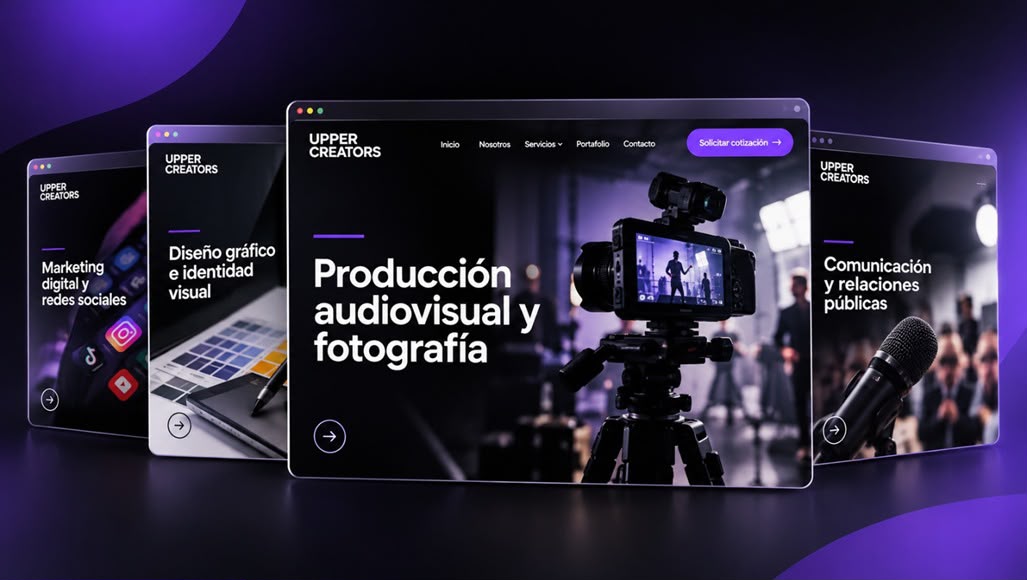 UPPER
CREATORS
Marketing
digital y
redes sociales
UPPER
CREATORS
Diseño gráfico
e identidad
visual
UPPER
CREATORS
Inicio Nosotros Servicios Portafolio Contacto
Solicitar cotización →
Producción
audiovisual y
fotografía
UPPER
CREATORS
Comunicación
y relaciones
públicas